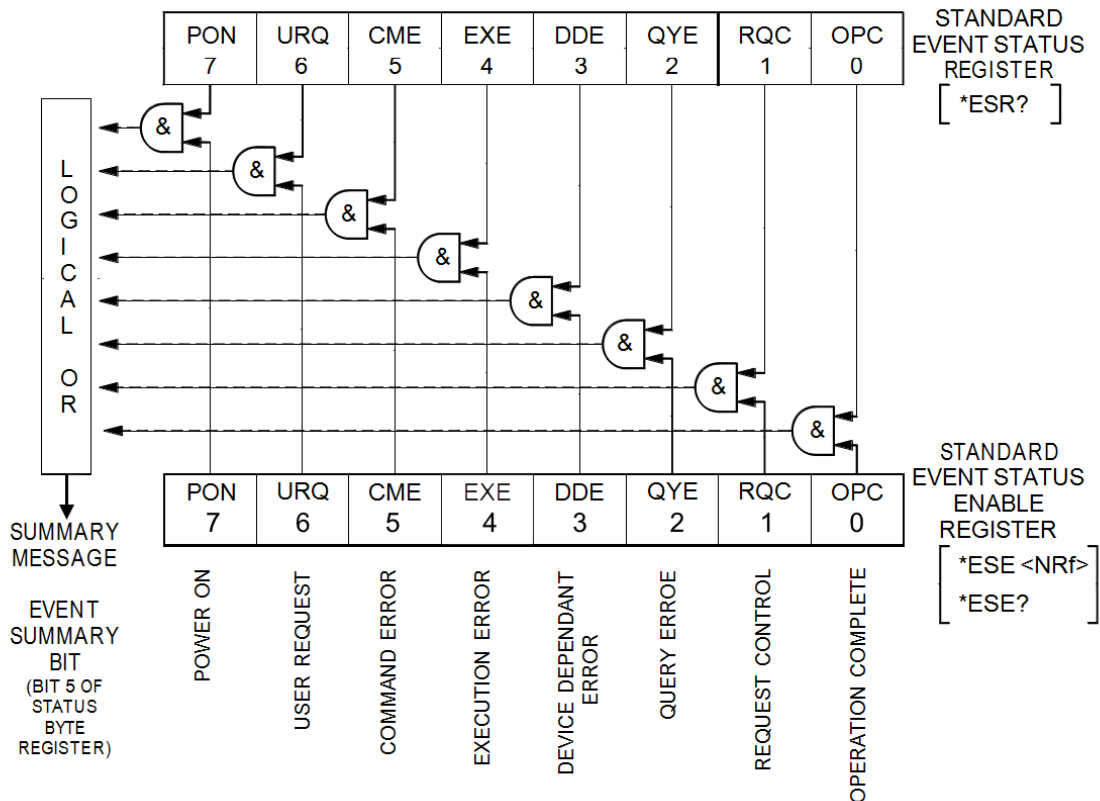 PON URQ CME EXE DDE QYE RQC OPC
7 6 5 4 3 2 1 0
STANDARD
EVENT STATUS
REGISTER
*ESR?
&
&
&
&
&
&
&
&
LOGICAL OR
PON URQ CME EXE DDE QYE RQC OPC
7 6 5 4 3 2 1 0
STANDARD
EVENT STATUS
ENABLE
REGISTER
*ESE <NRf>
*ESE?
SUMMARY
MESSAGE
EVENT
SUMMARY
BIT
(BIT 5 OF
STATUS
BYTE
REGISTER)
POWER ON
USER REQUEST
COMMAND ERROR
EXECUTION ERROR
DEVICE DEPENDANT
ERROR
QUERY ERROE
REQUEST CONTROL
OPERATION COMPLETE